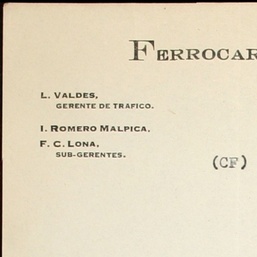 FERROCAR
L. VALDES,
GERENTE DE TRAFICO.
I. ROMERO MALPICA,
F. C. LONA,
SUB-GERENTES.
(CF)